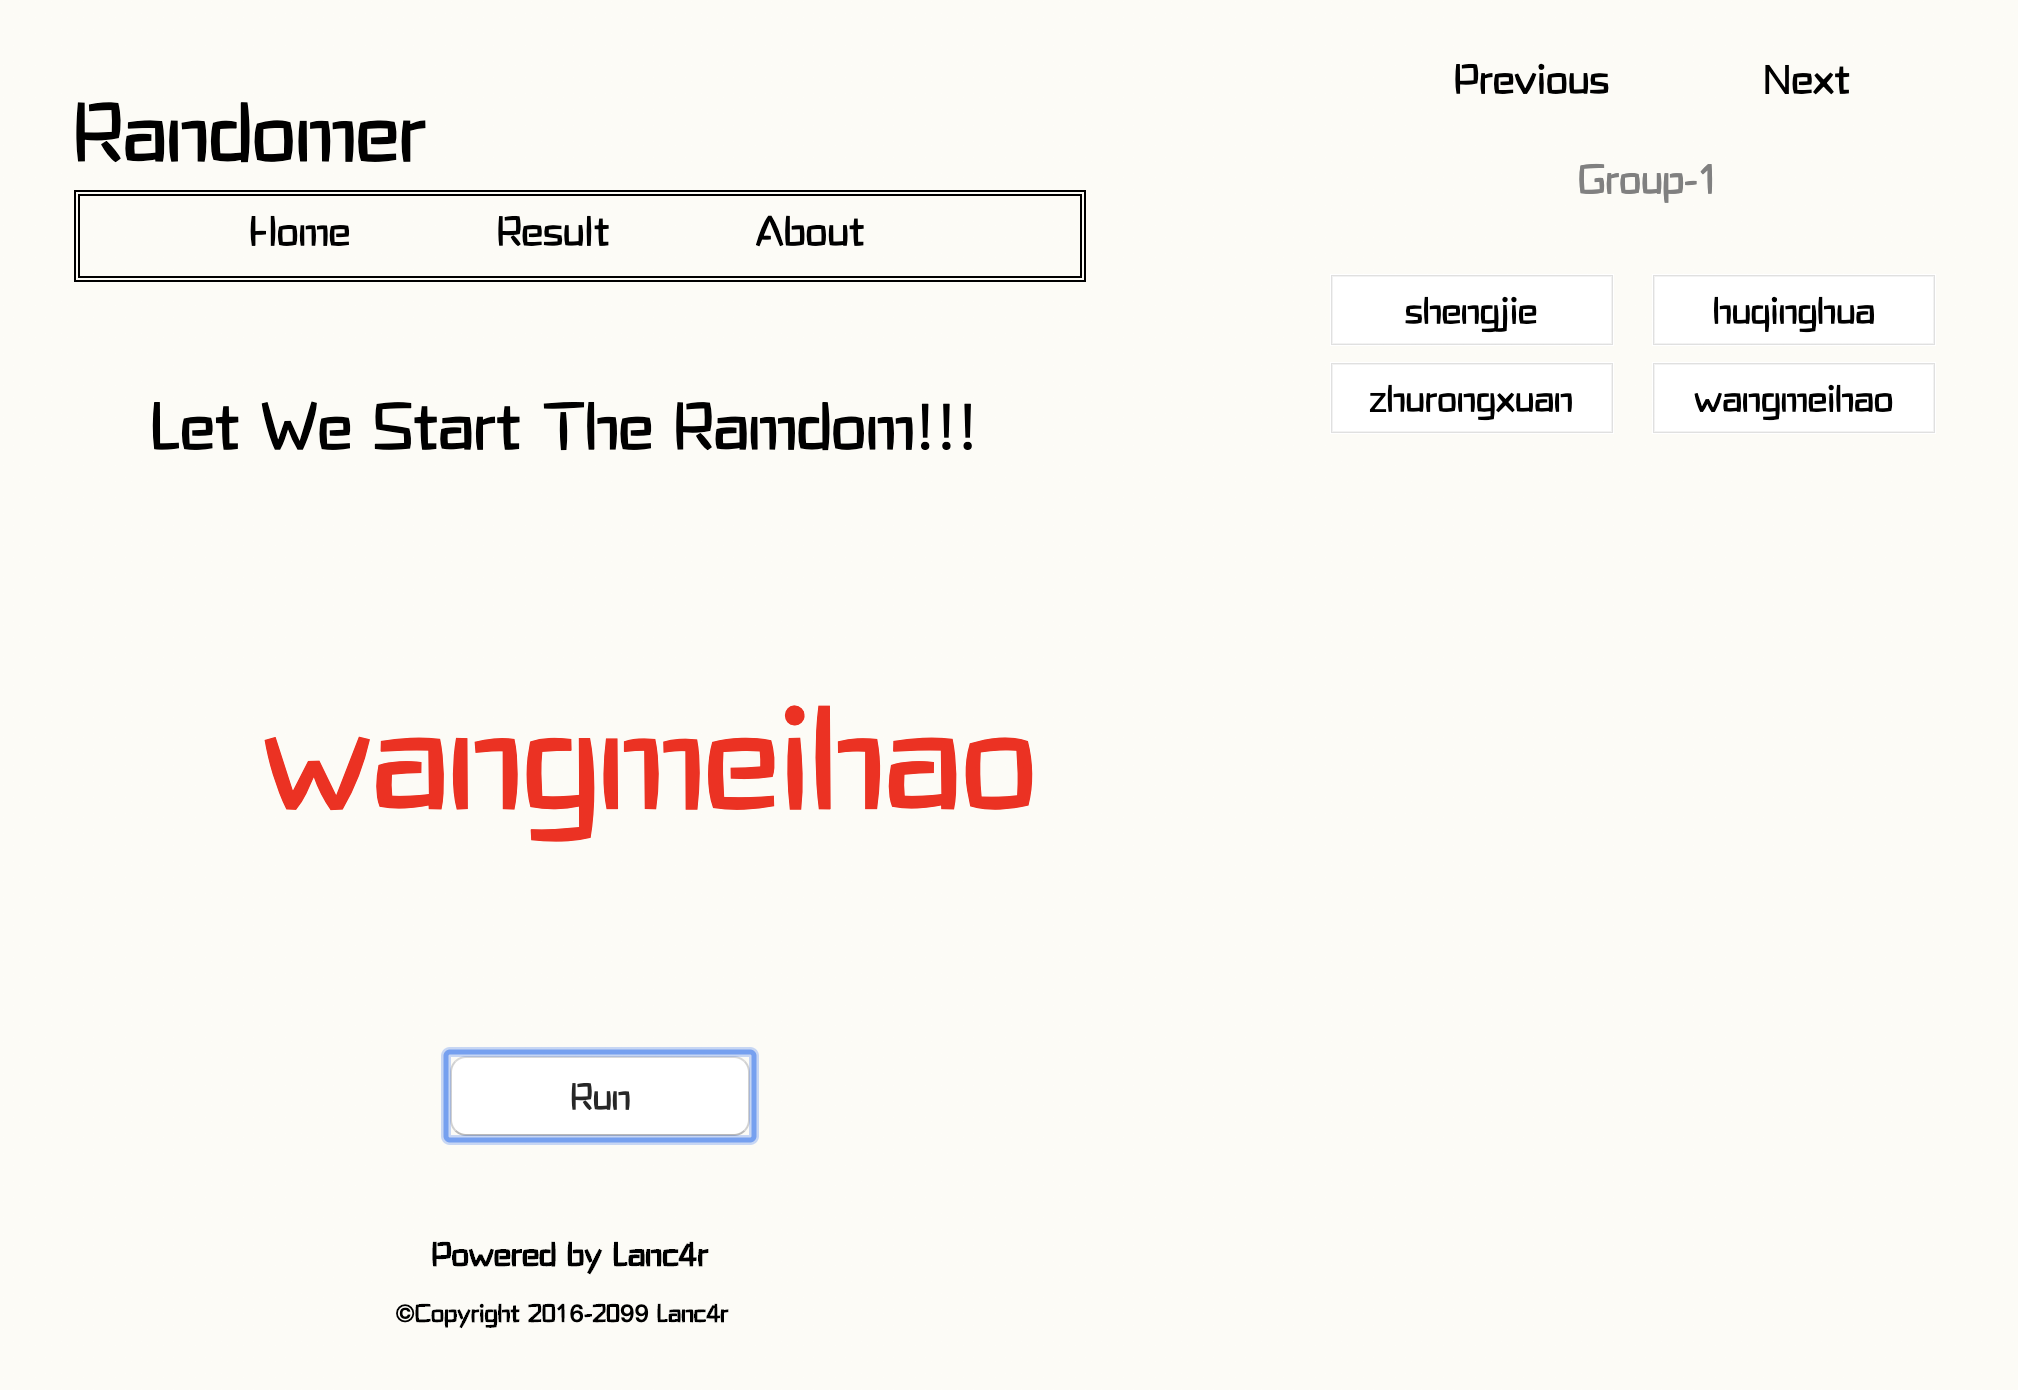 Randomer
Home Result About
Let We Start The Ramdom!!!
wangmeihao
Run
Powered by Lanc4r
©Copyright 2016-2099 Lanc4r
Previous Next
Group-1
shengjie huqinghua
zhurongxuan wangmeihao